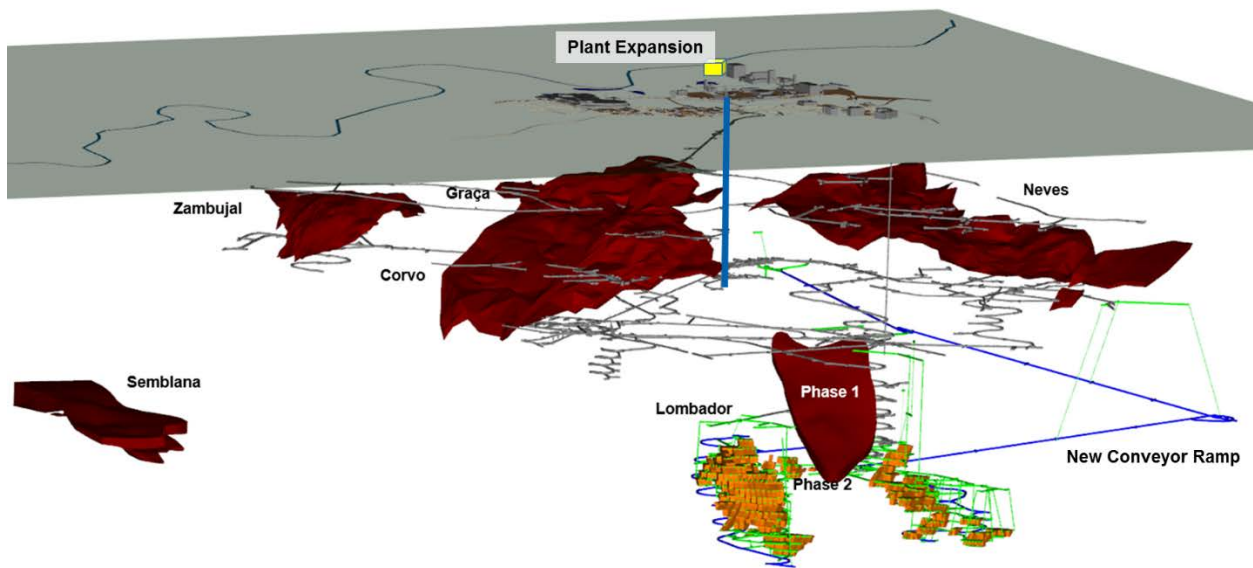 Plant Expansion
Graça
Neves
Zambujal
Corvo
Semblana
Phase 1
Lombador
New Conveyor Ramp
Phase 2